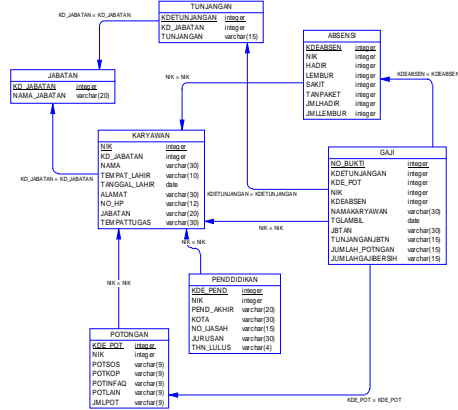 TUNJANGAN
KDETUNJANGAN integer
KD_JABATAN integer
TUNJANGAN varchar(15)
KD_JABATAN = KD_JABATAN
ABSENSI
KDEABSEN integer
NIK integer
HADIR integer
LEMBUR integer
SAKIT integer
TANPAKET integer
JMLHADIR integer
JMLLEMBUR integer
JABATAN
KD_JABATAN integer
NAMA_JABATAN varchar(20)
NIK = NIK
KDEABSEN = KDEABSEN
KARYAWAN
NIK integer
KD_JABATAN integer
NAMA varchar(30)
TEMPAT_LAHIR varchar(10)
TANGGAL_LAHIR date
ALAMAT varchar(30)
NO_HP varchar(12)
JABATAN varchar(20)
TEMPATTUGAS varchar(30)
KD_JABATAN = KD_JABATAN
KDETUNJANGAN = KDETUNJANGAN
GAJI
NO_BUKTI integer
KDETUNJANGAN integer
KDE_POT integer
NIK integer
KDEABSEN integer
NAMAKARYAWAN varchar(30)
TGLAMBIL date
JBTAN varchar(30)
TUNJANGANJBTN varchar(15)
JUMLAH_POTNGAN varchar(15)
JUMLAHGAJIBERSIH varchar(15)
NIK = NIK
NIK = NIK
NIK = NIK
PENDDIDIKAN
KDE_PEND integer
NIK integer
PEND_AKHIR varchar(20)
KOTA varchar(30)
NO_IJASAH varchar(15)
JURUSAN varchar(30)
THN_LULUS varchar(4)
POTONGAN
KDE_POT integer
NIK integer
POTSOS varchar(9)
POTKOP varchar(9)
POTINFAQ varchar(9)
POTLAIN varchar(9)
JMLPOT varchar(9)
KDE_POT = KDE_POT